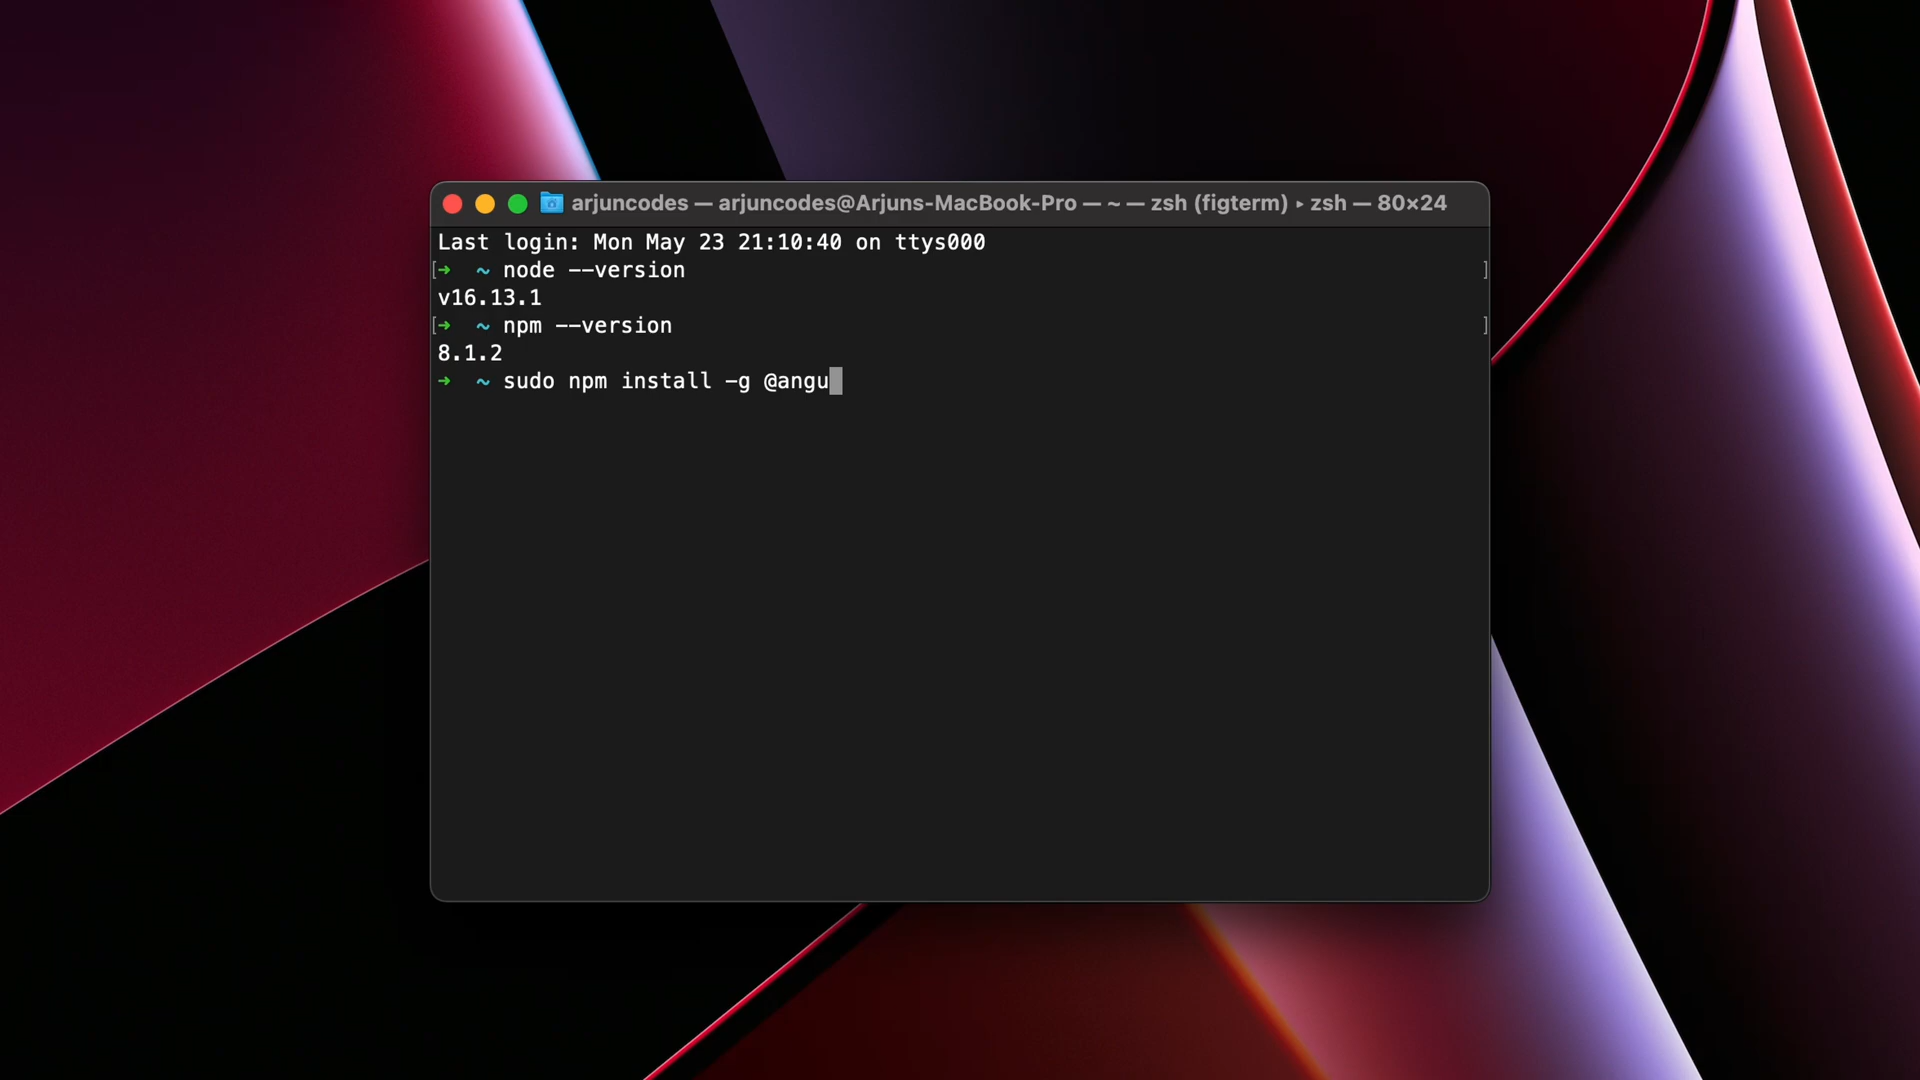 arjuncodes — arjuncodes@Arjuns-MacBook-Pro — ~ — zsh (figterm) ▸ zsh — 80×24
Last login: Mon May 23 21:10:40 on ttys000
[➜  ~ node --version ]
v16.13.1
[➜  ~ npm --version ]
8.1.2
➜  ~ sudo npm install -g @angu